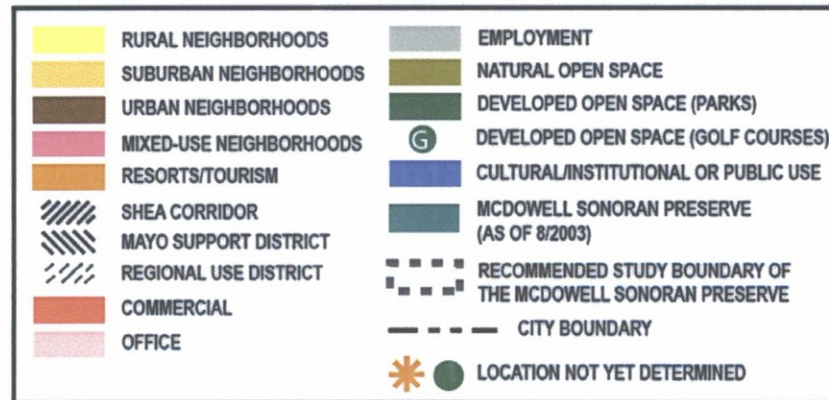 RURAL NEIGHBORHOODS
SUBURBAN NEIGHBORHOODS
URBAN NEIGHBORHOODS
MIXED-USE NEIGHBORHOODS
RESORTS/TOURISM
SHEA CORRIDOR
MAYO SUPPORT DISTRICT
REGIONAL USE DISTRICT
COMMERCIAL
OFFICE
EMPLOYMENT
NATURAL OPEN SPACE
DEVELOPED OPEN SPACE (PARKS)
G DEVELOPED OPEN SPACE (GOLF COURSES)
CULTURAL/INSTITUTIONAL OR PUBLIC USE
MCDOWELL SONORAN PRESERVE
(AS OF 8/2003)
RECOMMENDED STUDY BOUNDARY OF
THE MCDOWELL SONORAN PRESERVE
CITY BOUNDARY
LOCATION NOT YET DETERMINED